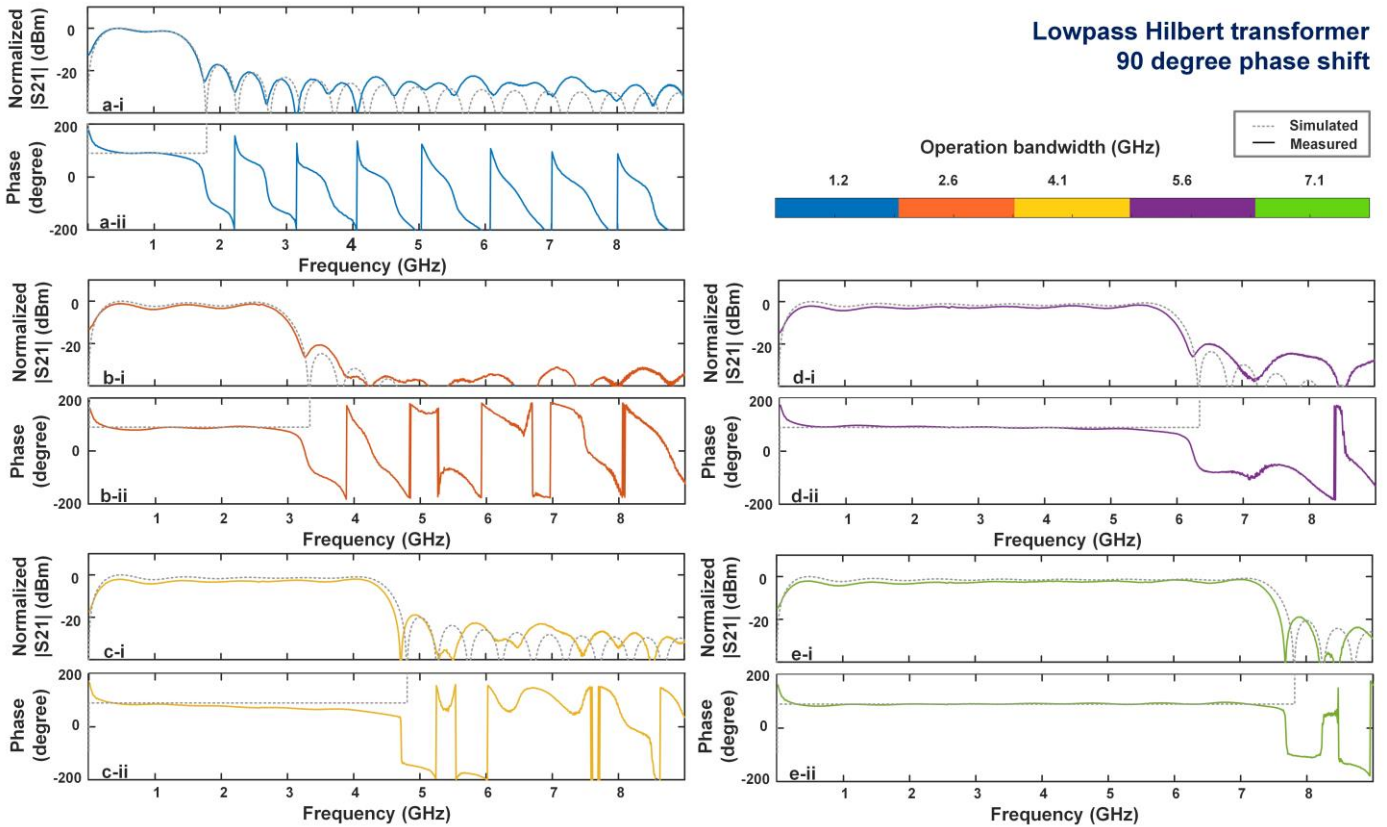 Lowpass Hilbert transformer
90 degree phase shift
Simulated
Measured
Operation bandwidth (GHz)
1.2 2.6 4.1 5.6 7.1
Normalized
|S21| (dBm)
0
-20
a-i
Phase
(degree)
200
0
-200
a-ii
1 2 3 4 5 6 7 8
Frequency (GHz)
Normalized
|S21| (dBm)
0
-20
b-i
Phase
(degree)
200
0
-200
b-ii
1 2 3 4 5 6 7 8
Frequency (GHz)
Normalized
|S21| (dBm)
0
-20
d-i
Phase
(degree)
200
0
-200
d-ii
1 2 3 4 5 6 7 8
Frequency (GHz)
Normalized
|S21| (dBm)
0
-20
c-i
Phase
(degree)
200
0
-200
c-ii
1 2 3 4 5 6 7 8
Frequency (GHz)
Normalized
|S21| (dBm)
0
-20
e-i
Phase
(degree)
200
0
-200
e-ii
1 2 3 4 5 6 7 8
Frequency (GHz)